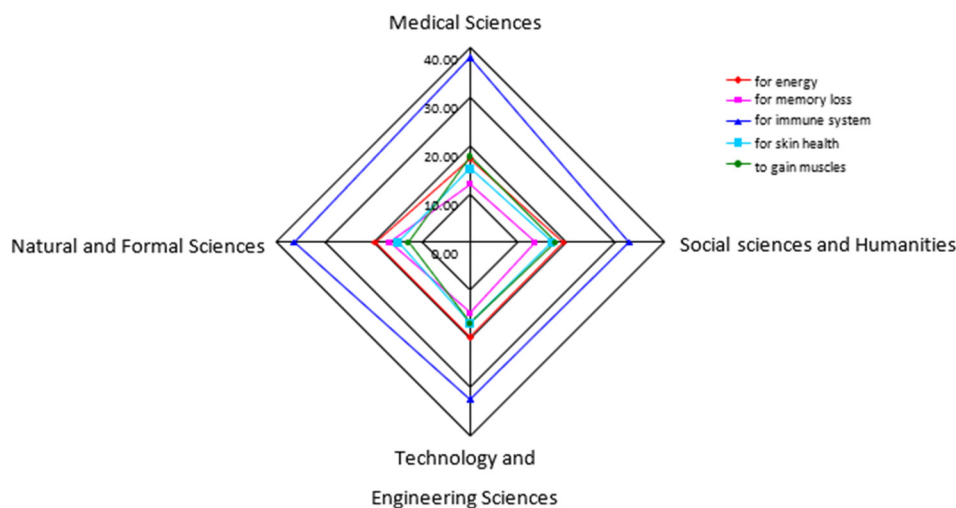 Medical Sciences
40.00
30.00
20.00
10.00
0.00
for energy
for memory loss
for immune system
for skin health
to gain muscles
Natural and Formal Sciences
Social sciences and Humanities
Technology and
Engineering Sciences